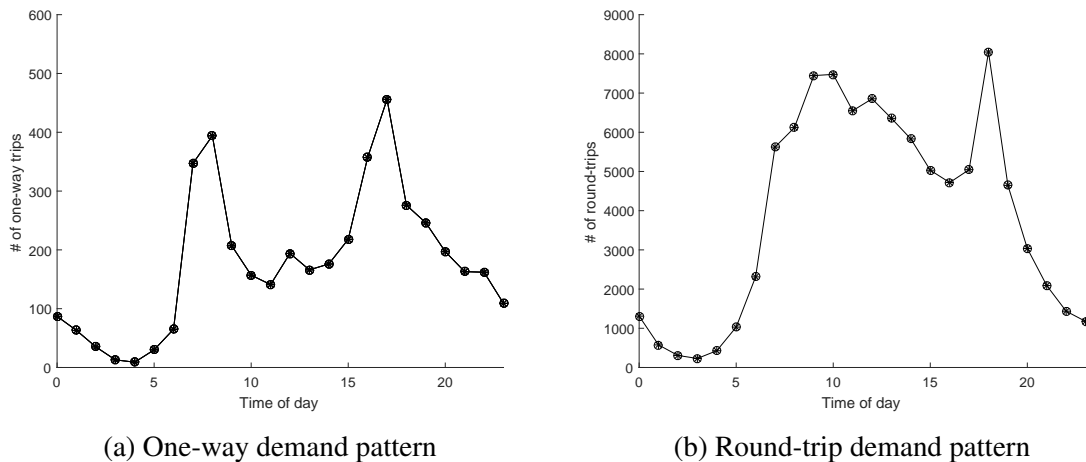 600
500
400
300
200
100
0
# of one-way trips
0 5 10 15 20
Time of day
(a) One-way demand pattern
9000
8000
7000
6000
5000
4000
3000
2000
1000
0
# of round-trips
0 5 10 15 20
Time of day
(b) Round-trip demand pattern